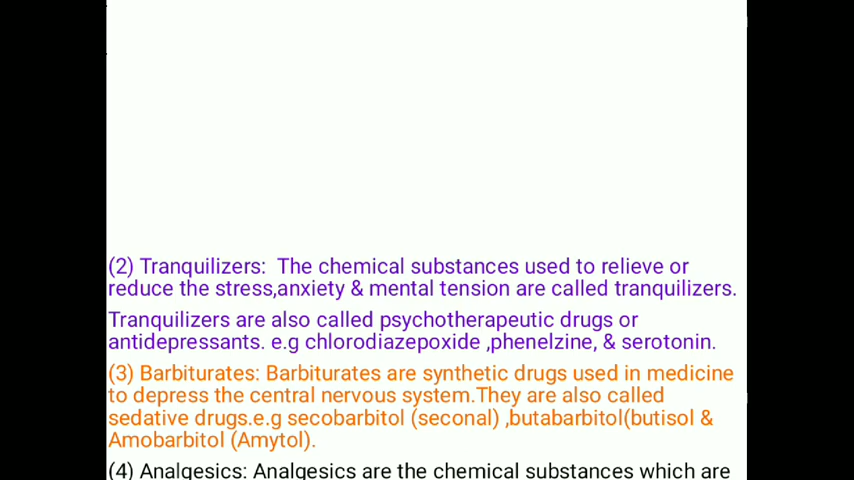 (2) Tranquilizers:  The chemical substances used to relieve or
reduce the stress,anxiety & mental tension are called tranquilizers.
Tranquilizers are also called psychotherapeutic drugs or
antidepressants. e.g chlorodiazepoxide ,phenelzine, & serotonin.
(3) Barbiturates: Barbiturates are synthetic drugs used in medicine
to depress the central nervous system.They are also called
sedative drugs.e.g secobarbitol (seconal) ,butabarbitol(butisol &
Amobarbitol (Amytol).
(4) Analgesics: Analgesics are the chemical substances which are